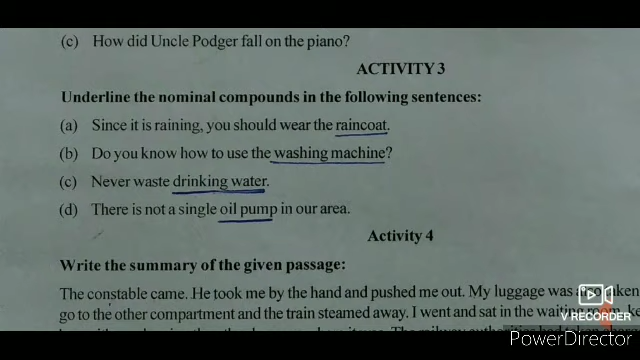 (c) How did Uncle Podger fall on the piano?
ACTIVITY 3
Underline the nominal compounds in the following sentences:
(a) Since it is raining, you should wear the raincoat.
(b) Do you know how to use the washing machine?
(c) Never waste drinking water.
(d) There is not a single oil pump in our area.
Activity 4
Write the summary of the given passage:
The constable came. He took me by the hand and pushed me out. My luggage was also taken
go to the other compartment and the train steamed away. I went and sat in the waiting room,
V RECORDER
PowerDirector